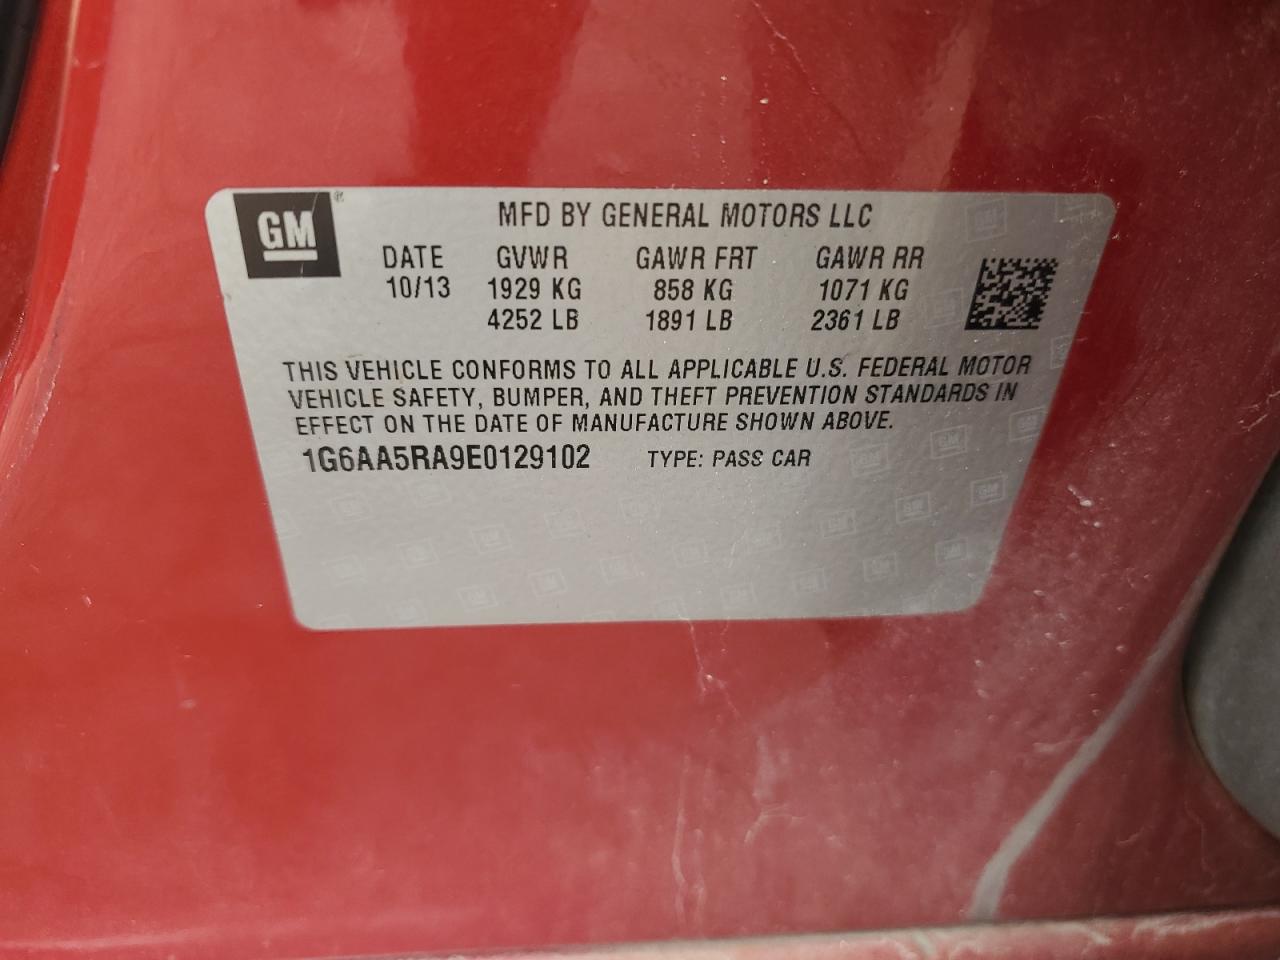 GM ®
MFD BY GENERAL MOTORS LLC
DATE GVWR GAWR FRT GAWR RR
10/13 1929 KG 858 KG 1071 KG
4252 LB 1891 LB 2361 LB
THIS VEHICLE CONFORMS TO ALL APPLICABLE U.S. FEDERAL MOTOR
VEHICLE SAFETY, BUMPER, AND THEFT PREVENTION STANDARDS IN
EFFECT ON THE DATE OF MANUFACTURE SHOWN ABOVE.
1G6AA5RA9E0129102 TYPE: PASS CAR